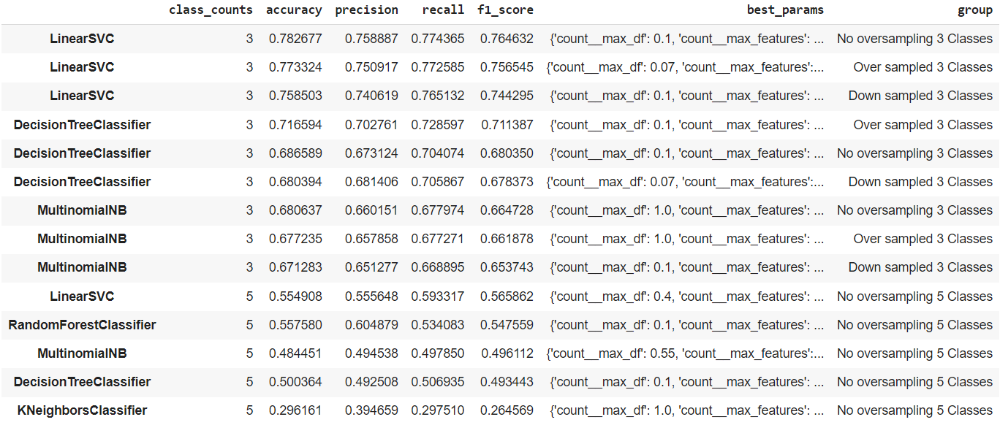 class_counts accuracy precision recall f1_score best_params group
LinearSVC 3 0.782677 0.758887 0.774365 0.764632 {'count__max_df': 0.1, 'count__max_features': ... No oversampling 3 Classes
LinearSVC 3 0.773324 0.750917 0.772585 0.756545 {'count__max_df': 0.07, 'count__max_features':... Over sampled 3 Classes
LinearSVC 3 0.758503 0.740619 0.765132 0.744295 {'count__max_df': 0.1, 'count__max_features': ... Down sampled 3 Classes
DecisionTreeClassifier 3 0.716594 0.702761 0.728597 0.711387 {'count__max_df': 0.1, 'count__max_features': ... Over sampled 3 Classes
DecisionTreeClassifier 3 0.686589 0.673124 0.704074 0.680350 {'count__max_df': 0.1, 'count__max_features': ... No oversampling 3 Classes
DecisionTreeClassifier 3 0.680394 0.681406 0.705867 0.678373 {'count__max_df': 0.07, 'count__max_features':... Down sampled 3 Classes
MultinomialNB 3 0.680637 0.660151 0.677974 0.664728 {'count__max_df': 1.0, 'count__max_features': ... No oversampling 3 Classes
MultinomialNB 3 0.677235 0.657858 0.677271 0.661878 {'count__max_df': 1.0, 'count__max_features': ... Over sampled 3 Classes
MultinomialNB 3 0.671283 0.651277 0.668895 0.653743 {'count__max_df': 0.1, 'count__max_features': ... Down sampled 3 Classes
LinearSVC 5 0.554908 0.555648 0.593317 0.565862 {'count__max_df': 0.4, 'count__max_features': ... No oversampling 5 Classes
RandomForestClassifier 5 0.557580 0.604879 0.534083 0.547559 {'count__max_df': 0.1, 'count__max_features': ... No oversampling 5 Classes
MultinomialNB 5 0.484451 0.494538 0.497850 0.496112 {'count__max_df': 0.55, 'count__max_features':... No oversampling 5 Classes
DecisionTreeClassifier 5 0.500364 0.492508 0.506935 0.493443 {'count__max_df': 0.1, 'count__max_features': ... No oversampling 5 Classes
KNeighborsClassifier 5 0.296161 0.394659 0.297510 0.264569 {'count__max_df': 1.0, 'count__max_features': ... No oversampling 5 Classes